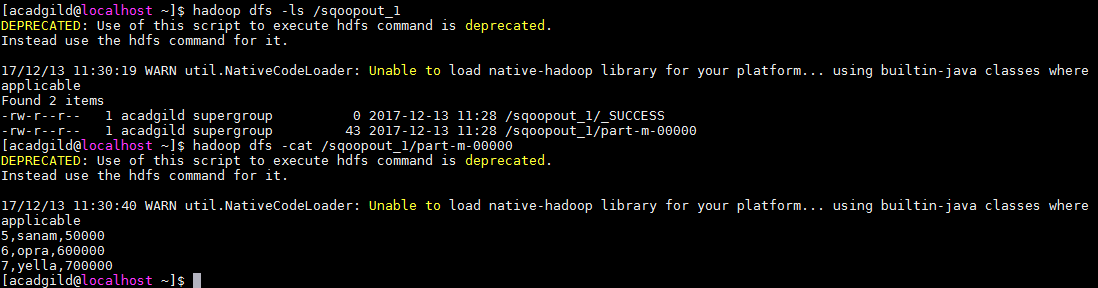 [acadgild@localhost ~]$ hadoop dfs -ls /sqoopout_1
DEPRECATED: Use of this script to execute hdfs command is deprecated.
Instead use the hdfs command for it.

17/12/13 11:30:19 WARN util.NativeCodeLoader: Unable to load native-hadoop library for your platform... using builtin-java classes where
applicable
Found 2 items
-rw-r--r--   1 acadgild supergroup          0 2017-12-13 11:28 /sqoopout_1/_SUCCESS
-rw-r--r--   1 acadgild supergroup         43 2017-12-13 11:28 /sqoopout_1/part-m-00000
[acadgild@localhost ~]$ hadoop dfs -cat /sqoopout_1/part-m-00000
DEPRECATED: Use of this script to execute hdfs command is deprecated.
Instead use the hdfs command for it.

17/12/13 11:30:40 WARN util.NativeCodeLoader: Unable to load native-hadoop library for your platform... using builtin-java classes where
applicable
5,sanam,50000
6,opra,600000
7,yella,700000
[acadgild@localhost ~]$